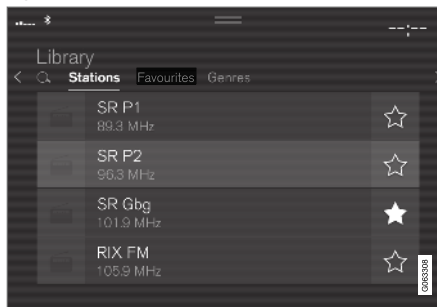 --:--
Library
Stations Favourites Genres
SR P1
89.3 MHz
SR P2
96.3 MHz
SR Gbg
101.9 MHz
RIX FM
105.9 MHz
G063308